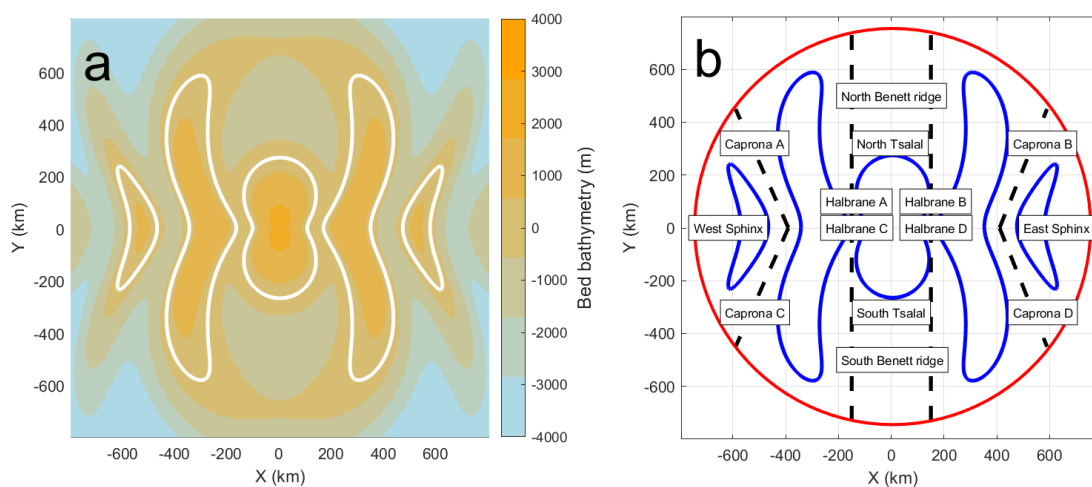 a
Y (km)
600
400
200
0
-200
-400
-600
-600 -400 -200 0 200 400 600
X (km)
4000
3000
2000
1000
0
-1000
-2000
-3000
-4000
Bed bathymetry (m)
b
Y (km)
600
400
200
0
-200
-400
-600
North Benett ridge
Caprona A
North Tsalal
Caprona B
Halbrane A
Halbrane B
West Sphinx
Halbrane C
Halbrane D
East Sphinx
Caprona C
South Tsalal
Caprona D
South Benett ridge
-600 -400 -200 0 200 400 600
X (km)